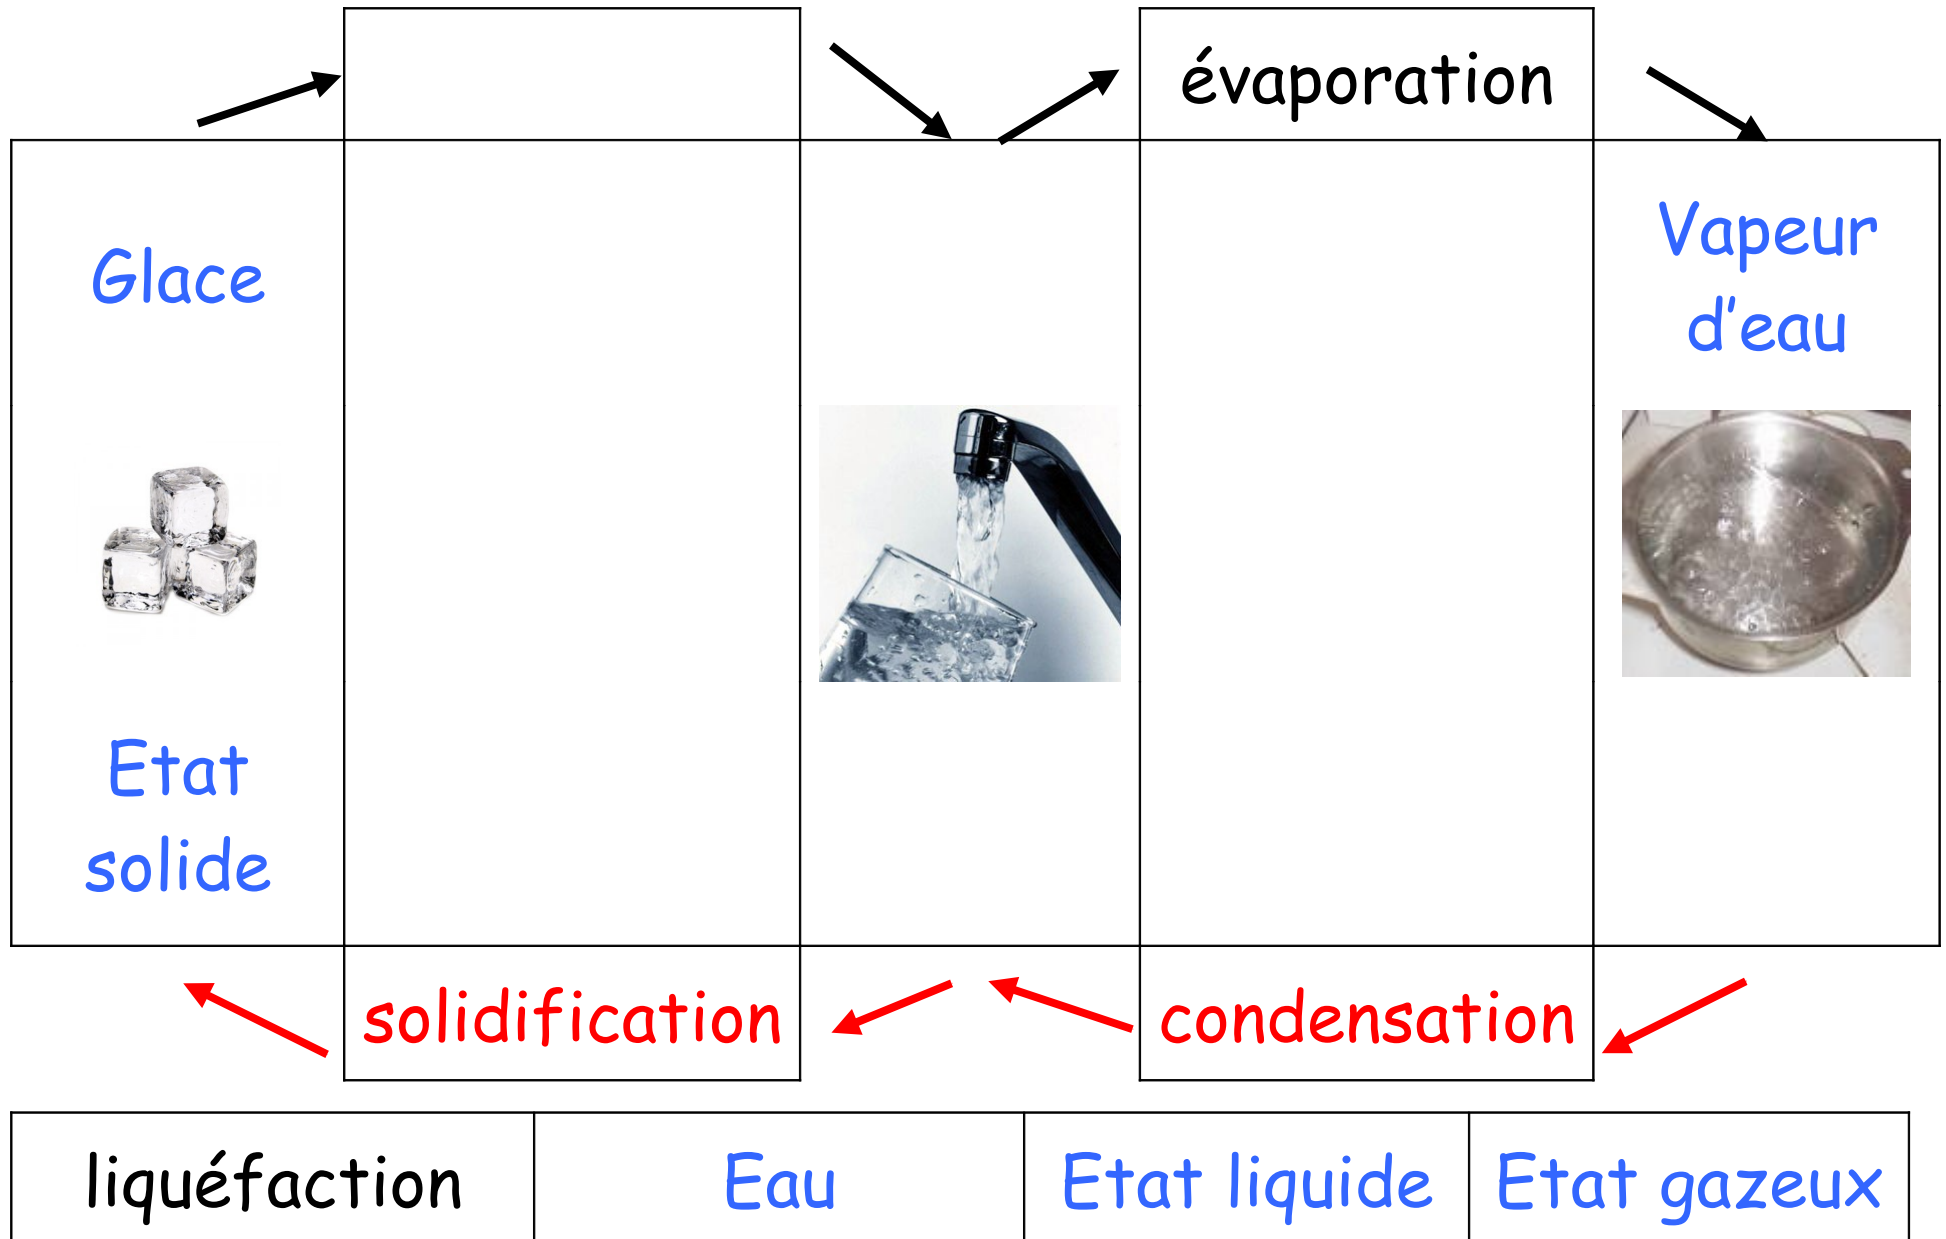 évaporation
Glace
Vapeur
d'eau
Etat
solide
solidification
condensation
liquéfaction
Eau
Etat liquide
Etat gazeux